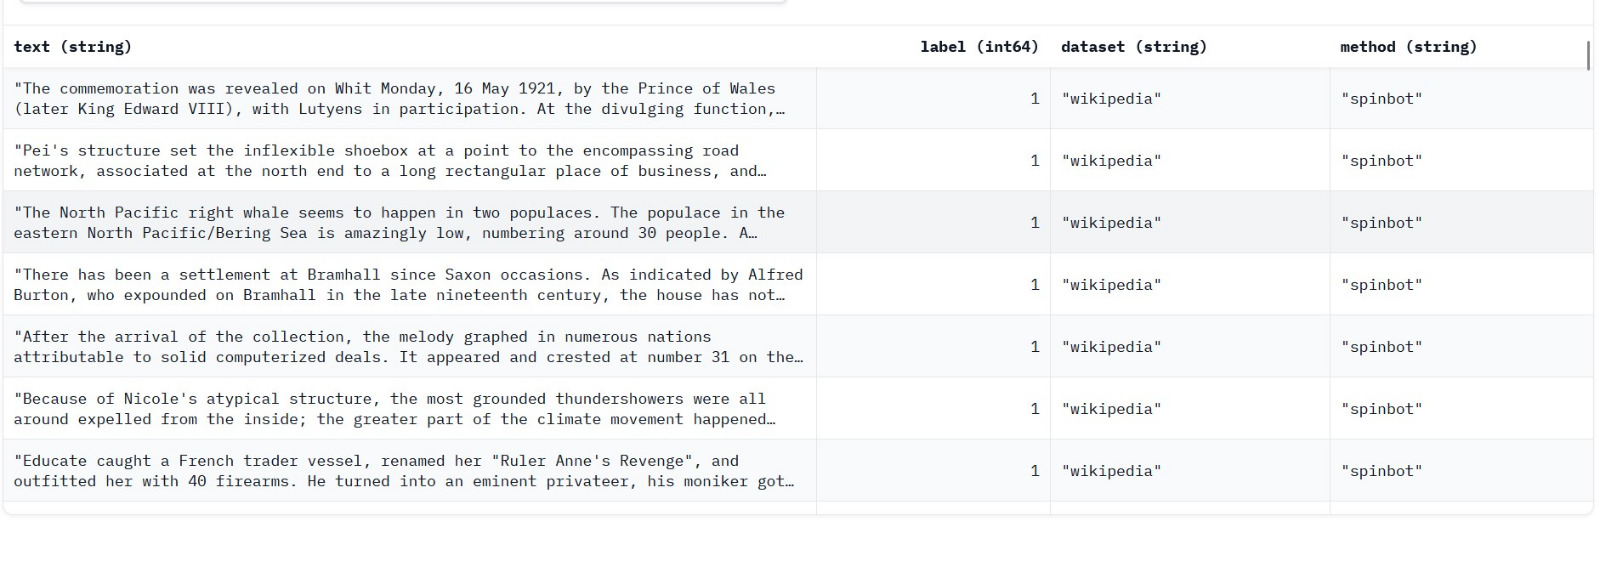 text (string) label (int64) dataset (string) method (string)
"The commemoration was revealed on Whit Monday, 16 May 1921, by the Prince of Wales
(later King Edward VIII), with Lutyens in participation. At the divulging function,…
1 "wikipedia" "spinbot"
"Pei's structure set the inflexible shoebox at a point to the encompassing road
network, associated at the north end to a long rectangular place of business, and…
1 "wikipedia" "spinbot"
"The North Pacific right whale seems to happen in two populaces. The populace in the
eastern North Pacific/Bering Sea is amazingly low, numbering around 30 people. A…
1 "wikipedia" "spinbot"
"There has been a settlement at Bramhall since Saxon occasions. As indicated by Alfred
Burton, who expounded on Bramhall in the late nineteenth century, the house has not…
1 "wikipedia" "spinbot"
"After the arrival of the collection, the melody graphed in numerous nations
attributable to solid computerized deals. It appeared and crested at number 31 on the…
1 "wikipedia" "spinbot"
"Because of Nicole's atypical structure, the most grounded thundershowers were all
around expelled from the inside; the greater part of the climate movement happened…
1 "wikipedia" "spinbot"
"Educate caught a French trader vessel, renamed her "Ruler Anne's Revenge", and
outfitted her with 40 firearms. He turned into an eminent privateer, his moniker got…
1 "wikipedia" "spinbot"